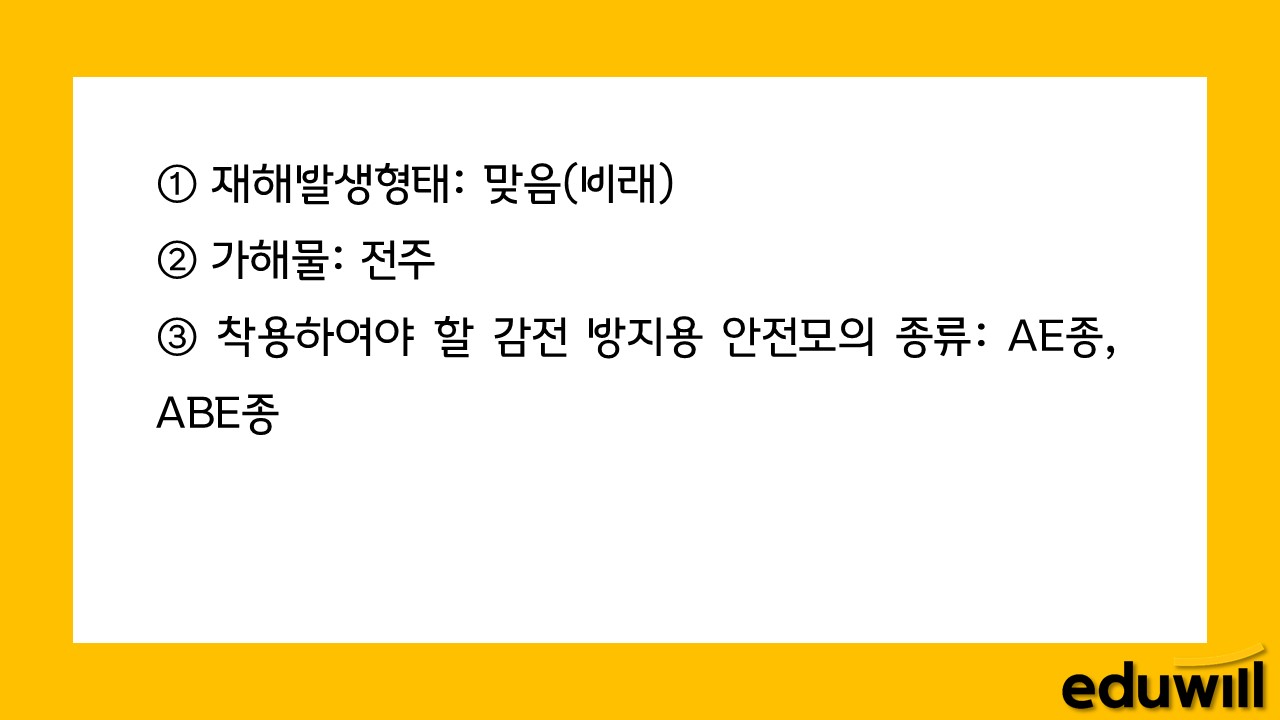 ① 재해발생형태: 맞음(비래)
② 가해물: 전주
③ 착용하여야 할 감전 방지용 안전모의 종류: AE종,
ABE종
eduwill